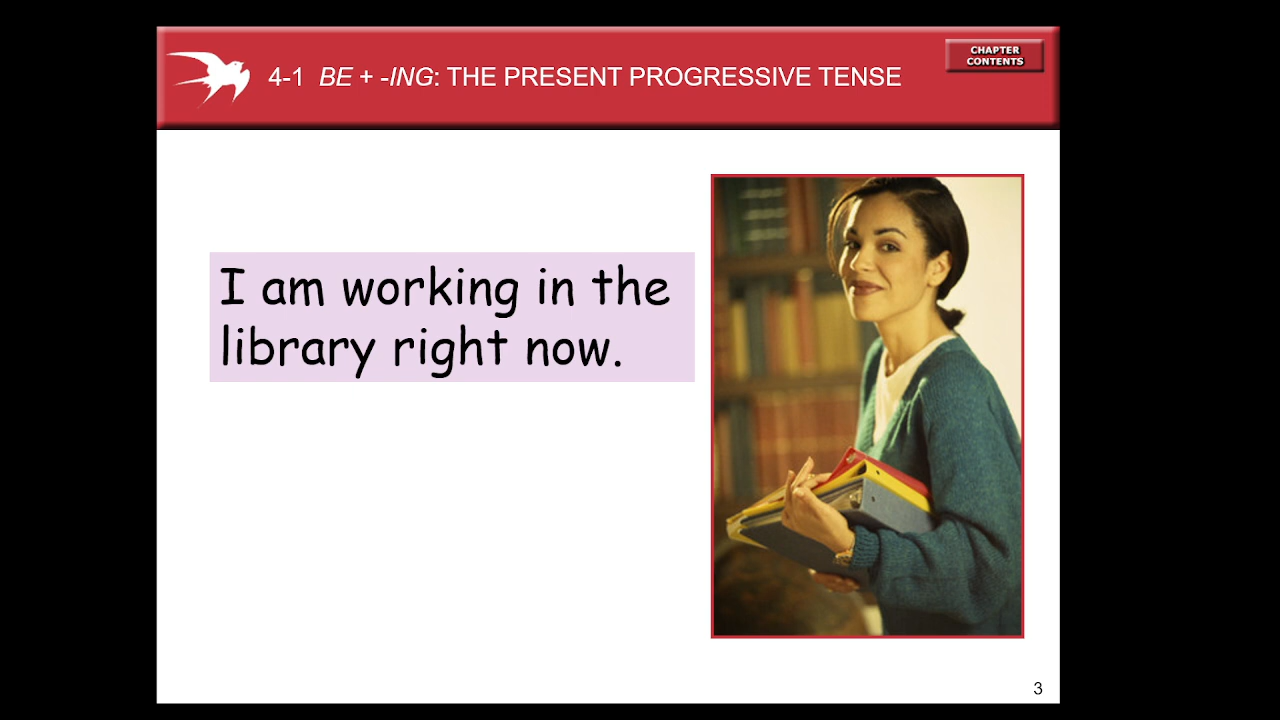 4-1 BE + -ING: THE PRESENT PROGRESSIVE TENSE
CHAPTER
CONTENTS
I am working in the
library right now.
3